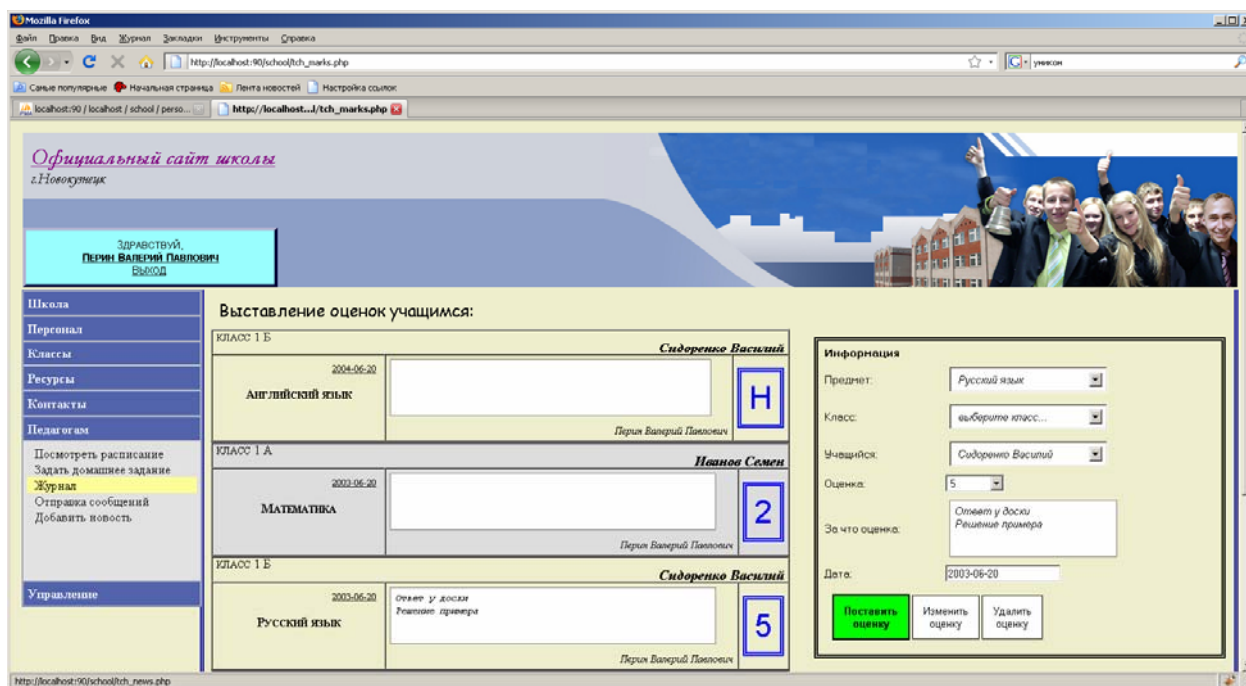 Mozilla Firefox
Файл Правка Вид Журнал Закладки Инструменты Справка
http://localhost:90/school/tch_marks.php
уникон
Самые популярные Начальная страница Лента новостей Настройка ссылок
localhost:90 / localhost / school / perso... http://localhost...l/tch_marks.php
Официальный сайт школы
г.Новокузнецк
Здравствуй,
Перин Валерий Павлович
Выход
Школа
Персонал
Классы
Ресурсы
Контакты
Педагогам
Посмотреть расписание
Задать домашнее задание
Журнал
Отправка сообщений
Добавить новость
Управление
Выставление оценок учащимся:
КЛАСС 1 Б
Сидоренко Василий
2004-06-20
Английский язык
Н
Перин Валерий Павлович
КЛАСС 1 А
Иванов Семен
2003-06-20
Математика
2
Перин Валерий Павлович
КЛАСС 1 Б
Сидоренко Василий
2003-06-20
Ответ у доски
Решение примера
Русский язык
5
Перин Валерий Павлович
Информация
Предмет: Русский язык
Класс: выберите класс...
Учащийся: Сидоренко Василий
Оценка: 5
За что оценка: Ответ у доски
Решение примера
Дата: 2003-06-20
Поставить оценку
Изменить оценку
Удалить оценку
http://localhost:90/school/tch_news.php